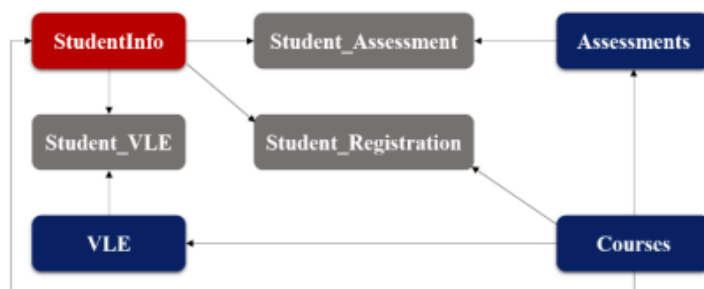 StudentInfo
Student_Assessment
Assessments
Student_VLE
Student_Registration
VLE
Courses